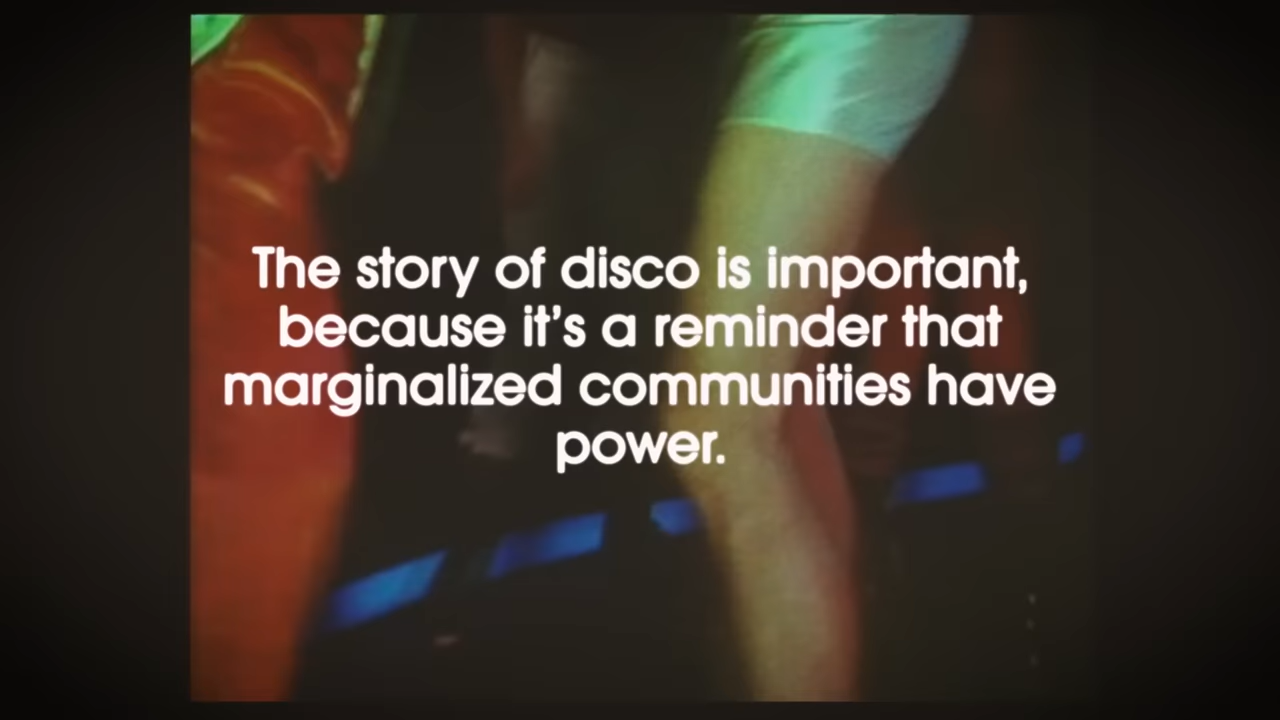 The story of disco is important,
because it's a reminder that
marginalized communities have
power.